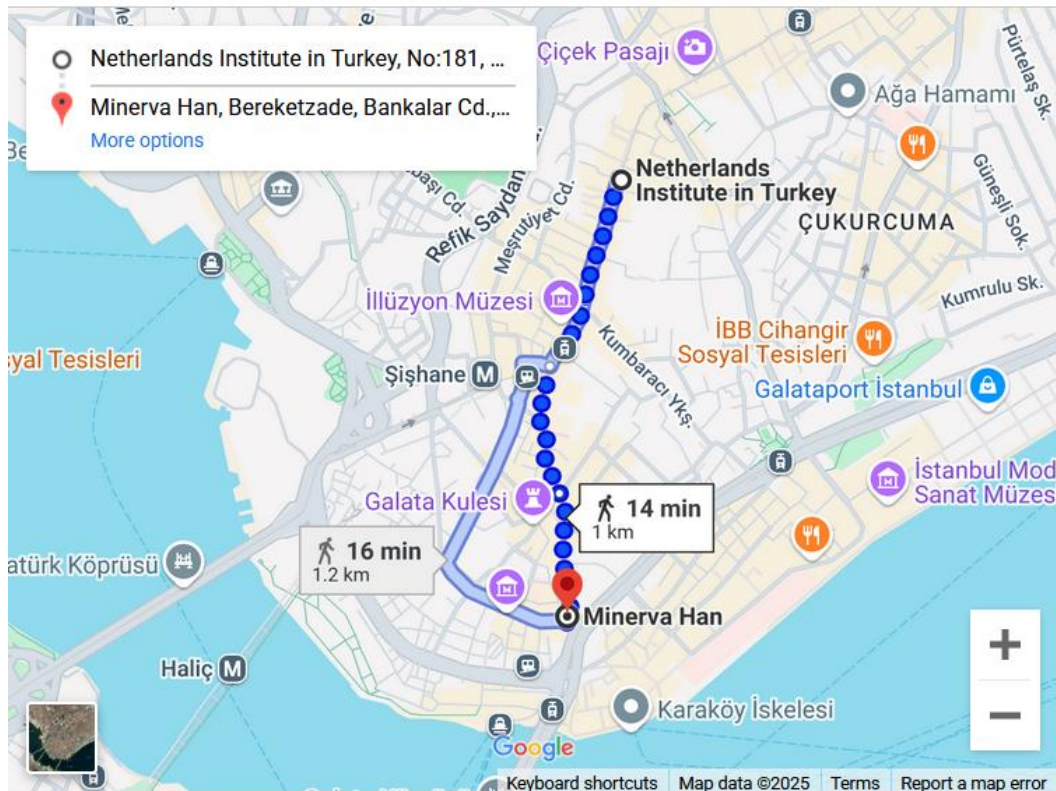 Netherlands Institute in Turkey, No:181, ...
Minerva Han, Bereketzade, Bankalar Cd.,...
More options
Çiçek Pasajı
Ağa Hamamı
Pürtelaş Sk.
Güneşli Sok.
Netherlands
Institute in Turkey
ÇUKURCUMA
Refik Saydam
Meşrutiyet Cd.
Kumrulu Sk.
İllüzyon Müzesi
İBB Cihangir
Sosyal Tesisleri
syal Tesisleri
Kumbaracı Ykş.
Şişhane M
Galataport İstanbul
Galata Kulesi
İstanbul Mod
Sanat Müzes
14 min
1 km
16 min
1.2 km
atürk Köprüsü
Minerva Han
Haliç M
Karaköy İskelesi
Google
Keyboard shortcuts Map data ©2025 Terms Report a map error